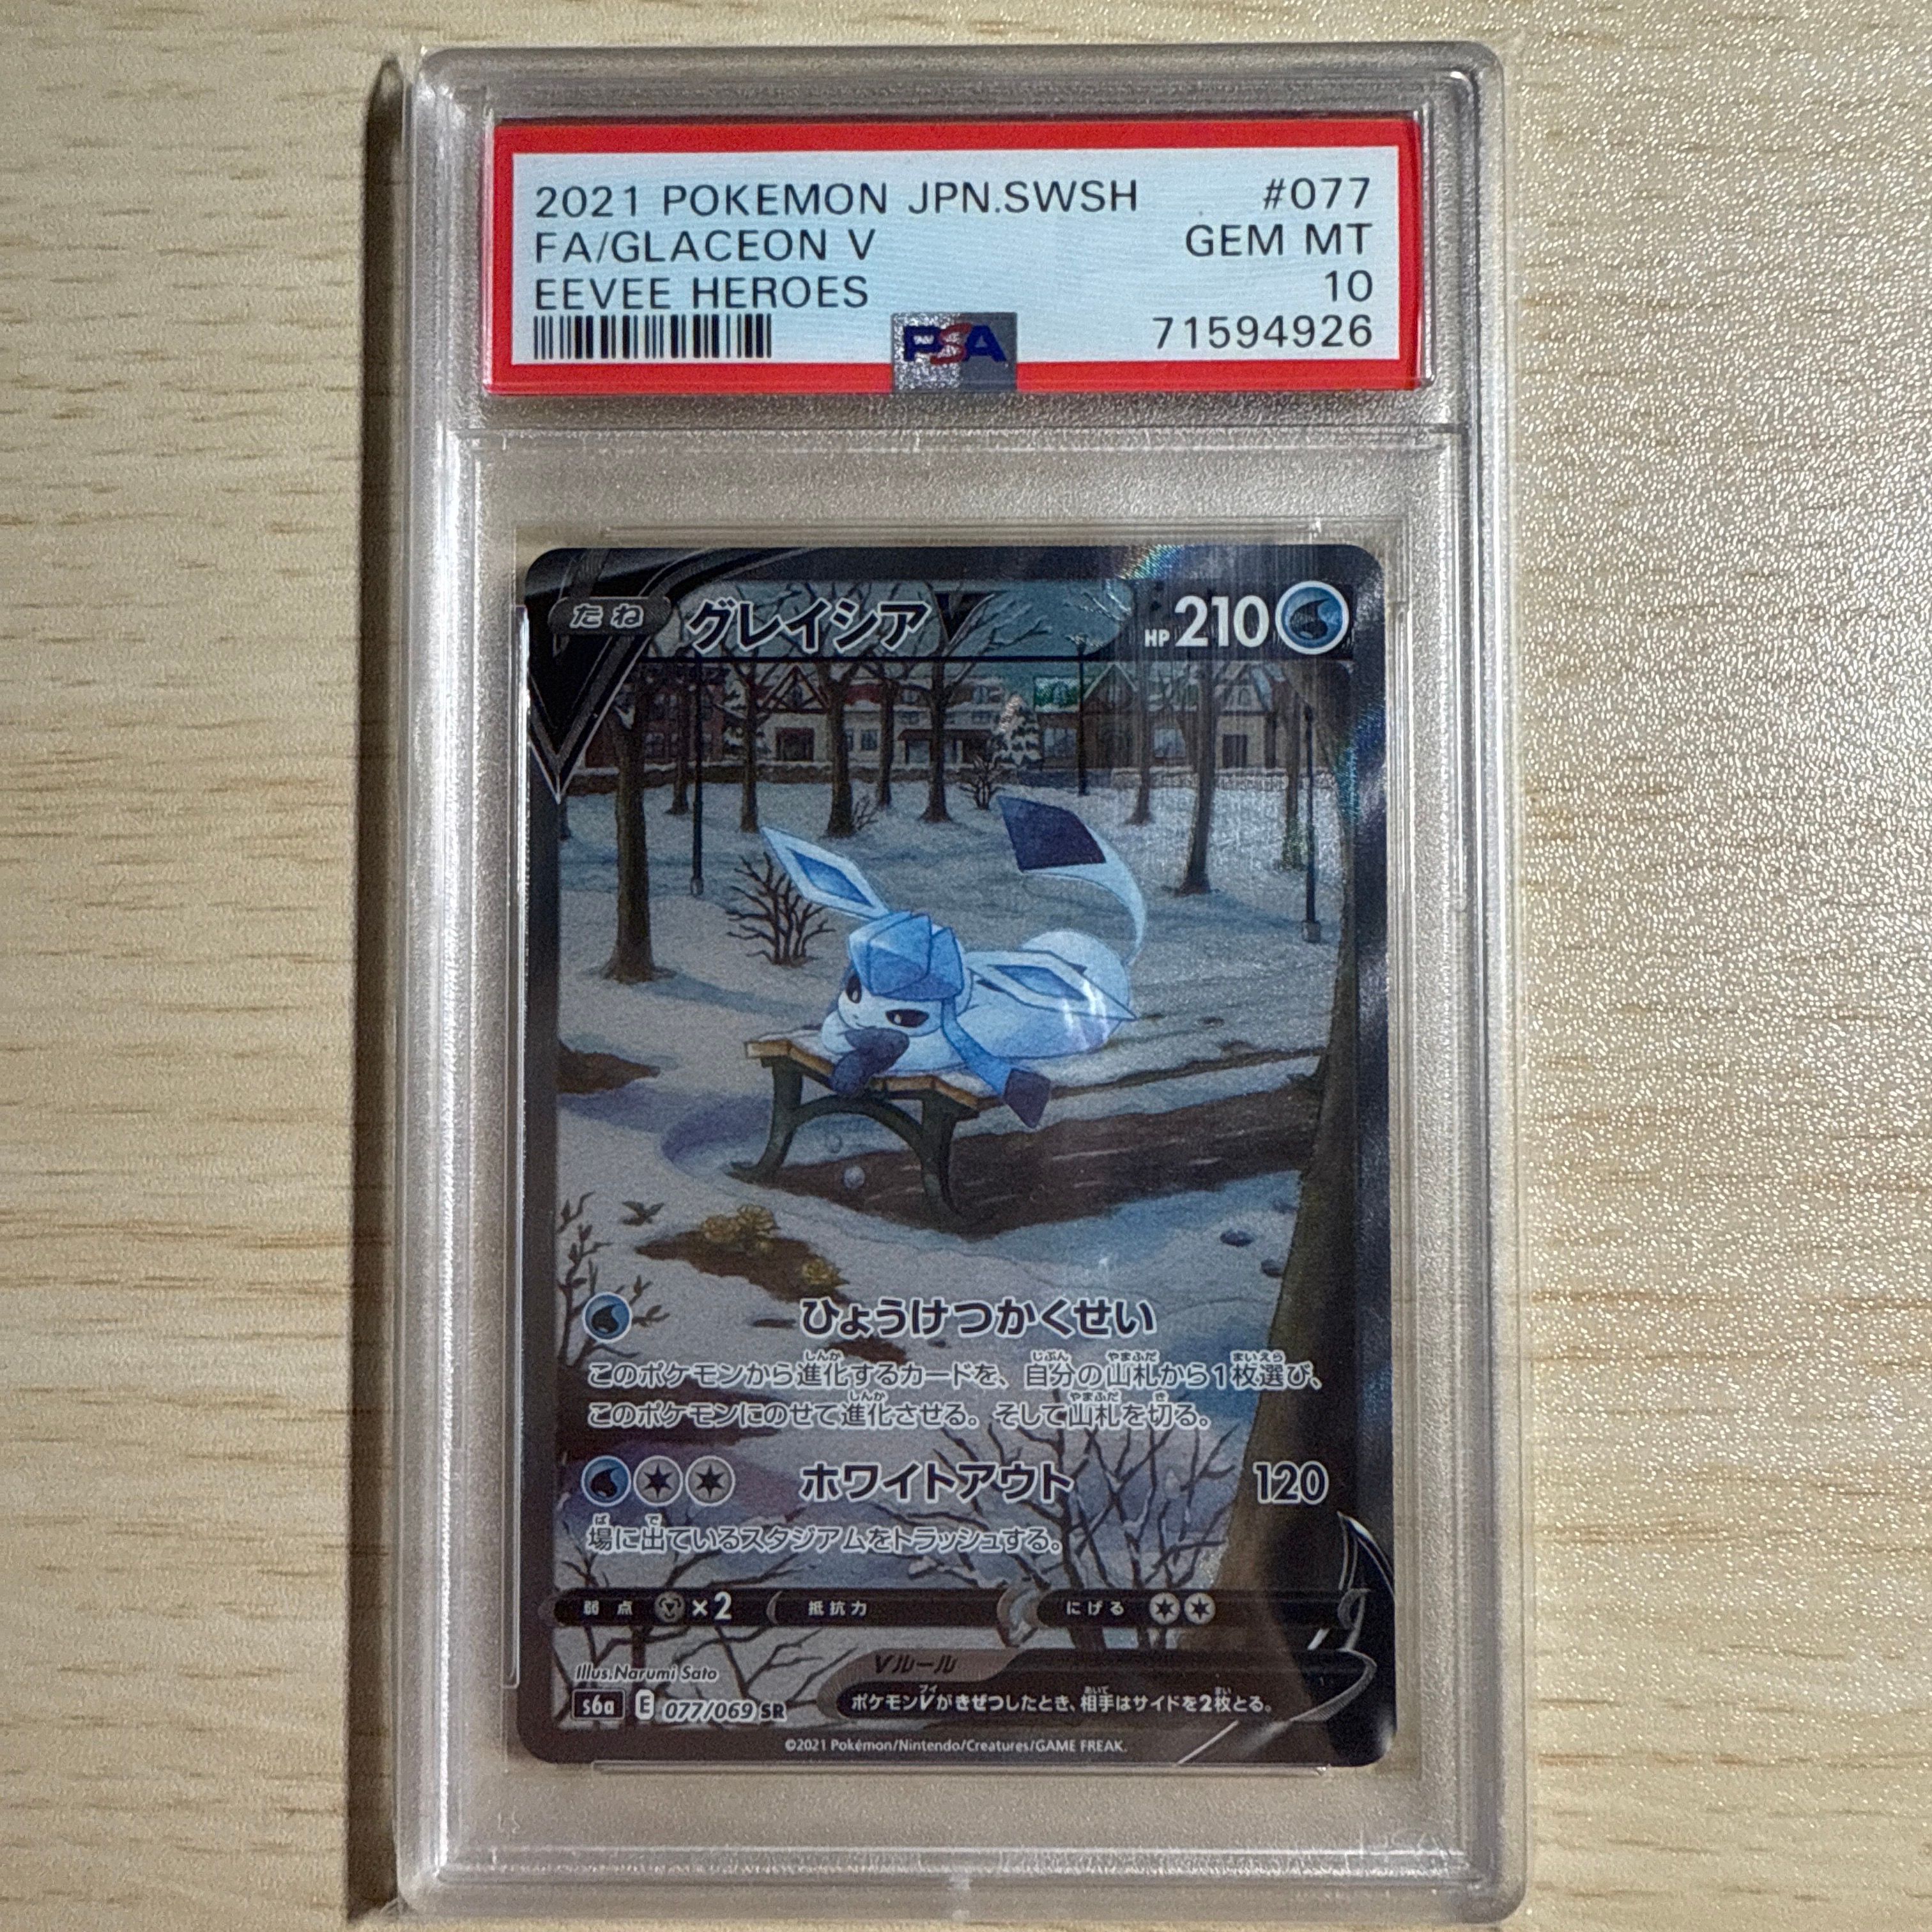 2021 POKEMON JPN.SWSH #077
FA/GLACEON V GEM MT
EEVEE HEROES 10
PSA 71594926
たね グレイシア V HP 210
ひょうけつかくせい
このポケモンから進化するカードを、自分の山札から1枚選び、
このポケモンにのせて進化させる。そして山札を切る。
ホワイトアウト 120
場に出ているスタジアムをトラッシュする。
弱点 ×2 抵抗力 にげる
Illus.Narumi Sato Vルール
s6a E 077/069 SR ポケモンVがきぜつしたとき、相手はサイドを2枚とる。
©2021 Pokémon/Nintendo/Creatures/GAME FREAK.